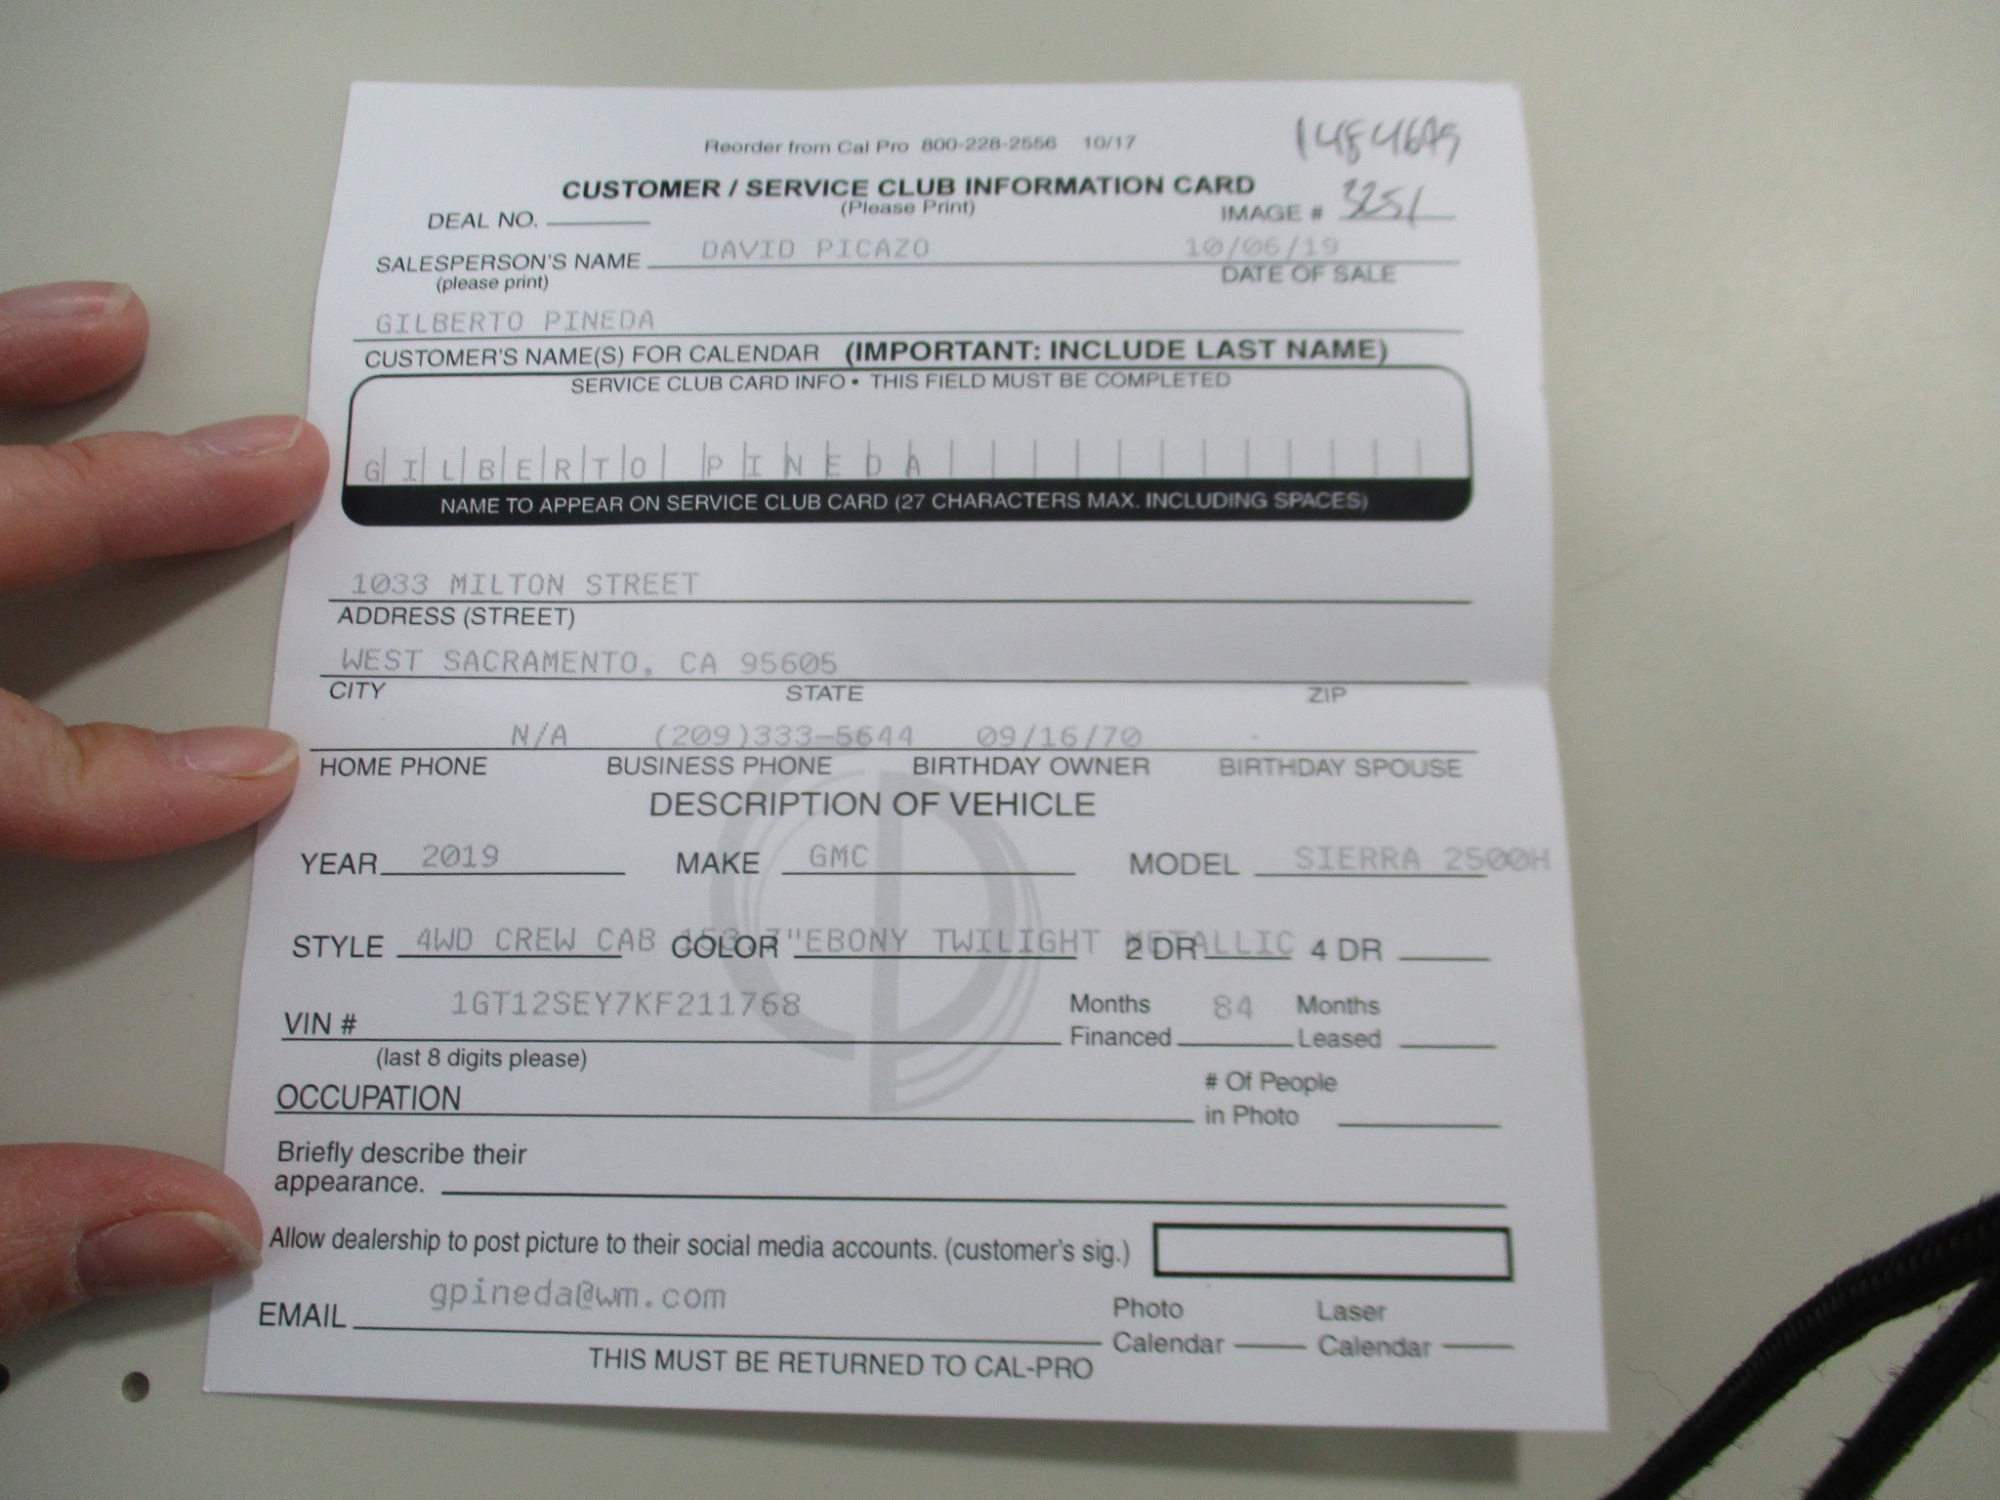 Reorder from Cal Pro 800-228-2556 10/17
CUSTOMER / SERVICE CLUB INFORMATION CARD
(Please Print)
DEAL NO. IMAGE # 3251
DAVID PICAZO 10/06/19
SALESPERSON'S NAME DATE OF SALE
(please print)
GILBERTO PINEDA
CUSTOMER'S NAME(S) FOR CALENDAR (IMPORTANT: INCLUDE LAST NAME)
SERVICE CLUB CARD INFO • THIS FIELD MUST BE COMPLETED
GILBERTO PINEDA
NAME TO APPEAR ON SERVICE CLUB CARD (27 CHARACTERS MAX. INCLUDING SPACES)
1033 MILTON STREET
ADDRESS (STREET)
WEST SACRAMENTO, CA 95605
CITY STATE ZIP
N/A (209)333-5644 09/16/70
HOME PHONE BUSINESS PHONE BIRTHDAY OWNER BIRTHDAY SPOUSE
DESCRIPTION OF VEHICLE
YEAR 2019 MAKE GMC MODEL SIERRA 2500H
STYLE 4WD CREW CAB COLOR "EBONY TWILIGHT METALLIC 2 DR 4 DR
1GT12SEY7KF211768 Months 84 Months
VIN # Financed Leased
(last 8 digits please)
OCCUPATION # Of People
in Photo
Briefly describe their
appearance.
Allow dealership to post picture to their social media accounts. (customer's sig.)
gpineda@wm.com Photo Laser
EMAIL Calendar Calendar
THIS MUST BE RETURNED TO CAL-PRO